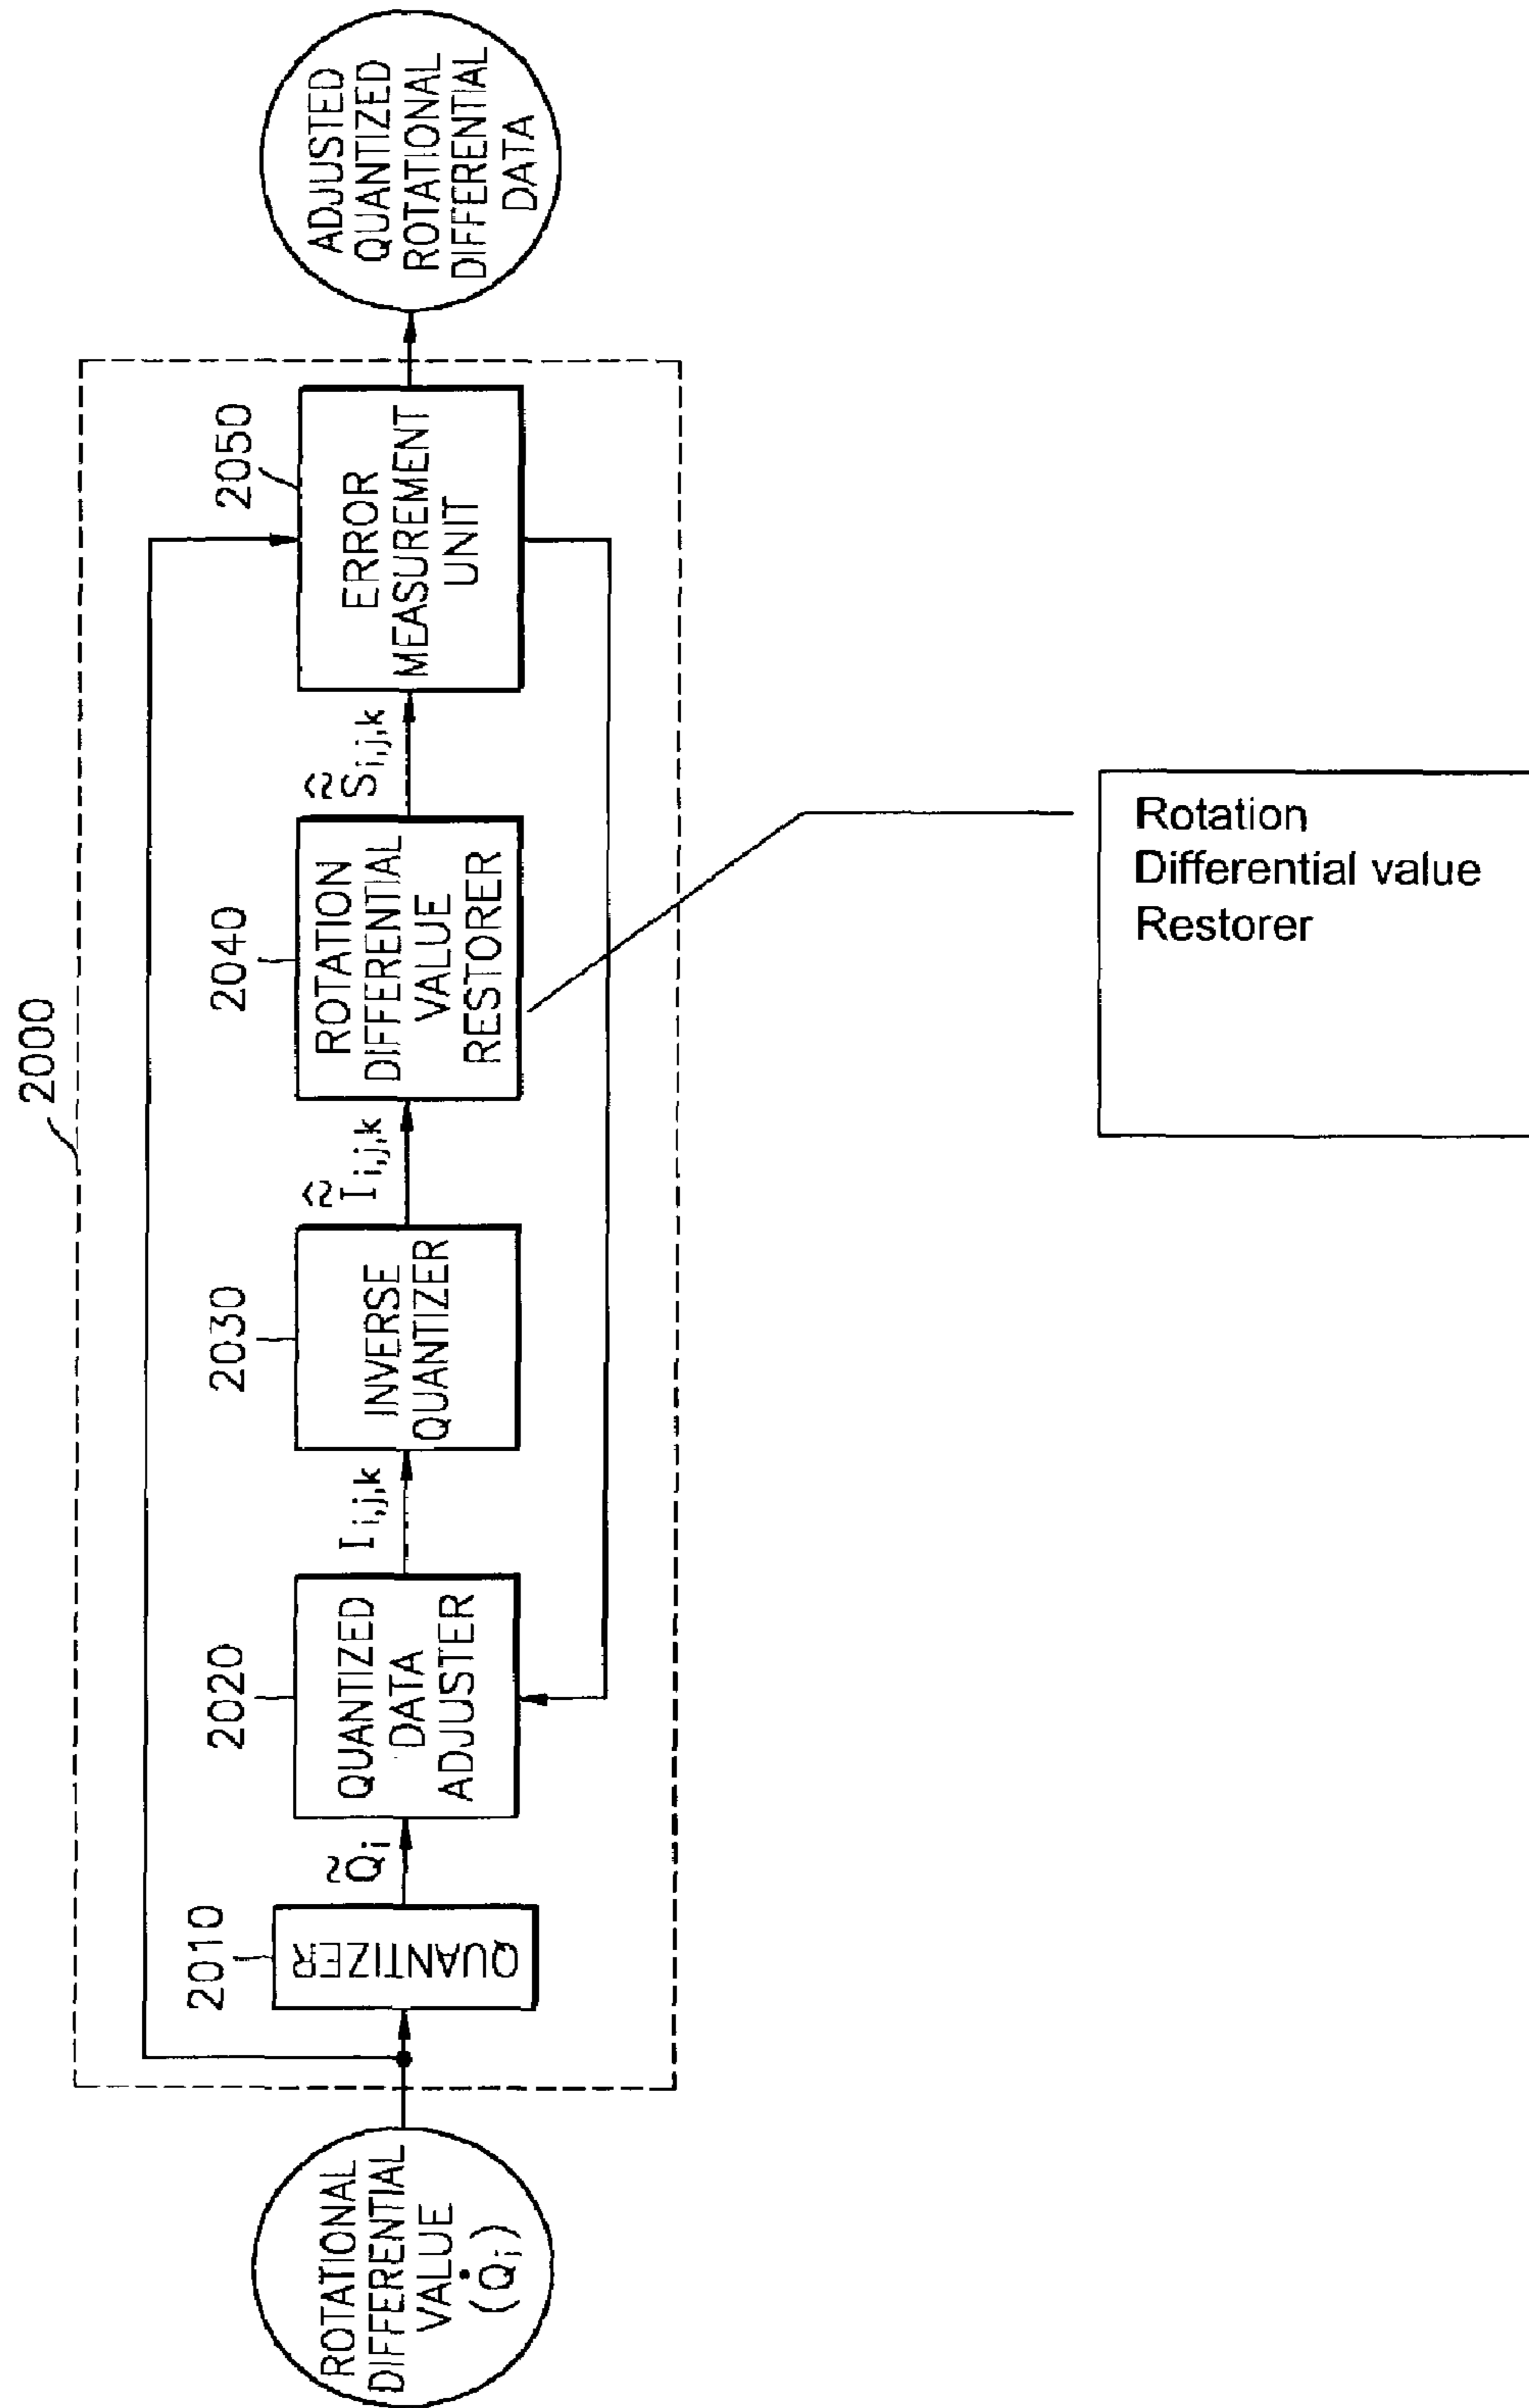 2000
ROTATIONAL
DIFFERENTIAL
VALUE
(Q̇i)
2010
QUANTIZER
Q̃i
2020
QUANTIZED
DATA
ADJUSTER
Ii,j,k
2030
INVERSE
QUANTIZER
Î̃i,j,k
2040
ROTATION
DIFFERENTIAL
VALUE
RESTORER
Ŝ̃i,j,k
2050
ERROR
MEASUREMENT
UNIT
ADJUSTED
QUANTIZED
ROTATIONAL
DIFFERENTIAL
DATA
Rotation
Differential value
Restorer